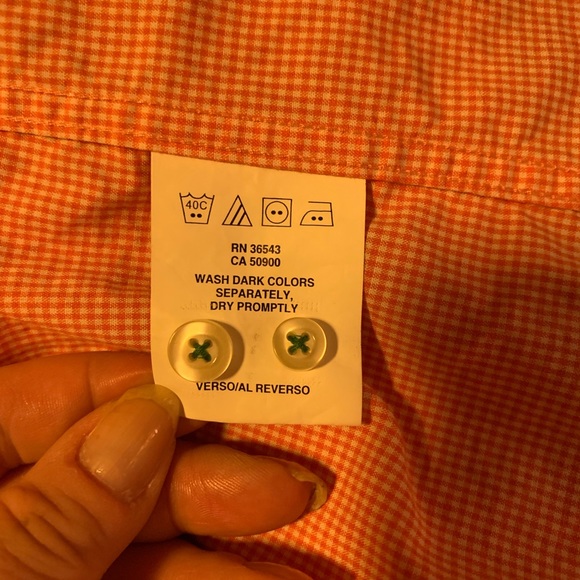 40C
RN 36543
CA 50900
WASH DARK COLORS
SEPARATELY,
DRY PROMPTLY
VERSO/AL REVERSO